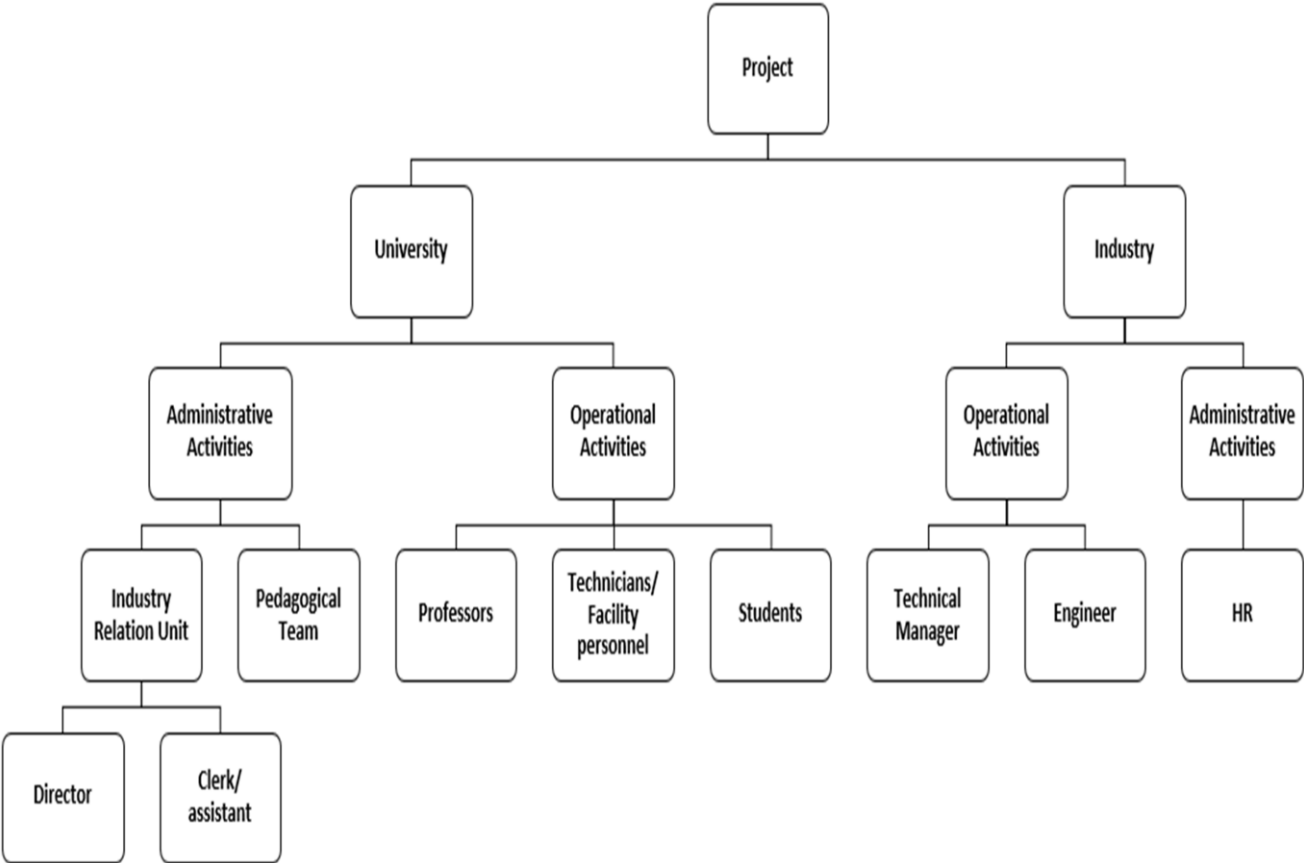 Project
University
Industry
Administrative
Activities
Operational
Activities
Operational
Activities
Administrative
Activities
Industry
Relation Unit
Pedagogical
Team
Professors
Technicians/
Facility
personnel
Students
Technical
Manager
Engineer
HR
Director
Clerk/
assistant